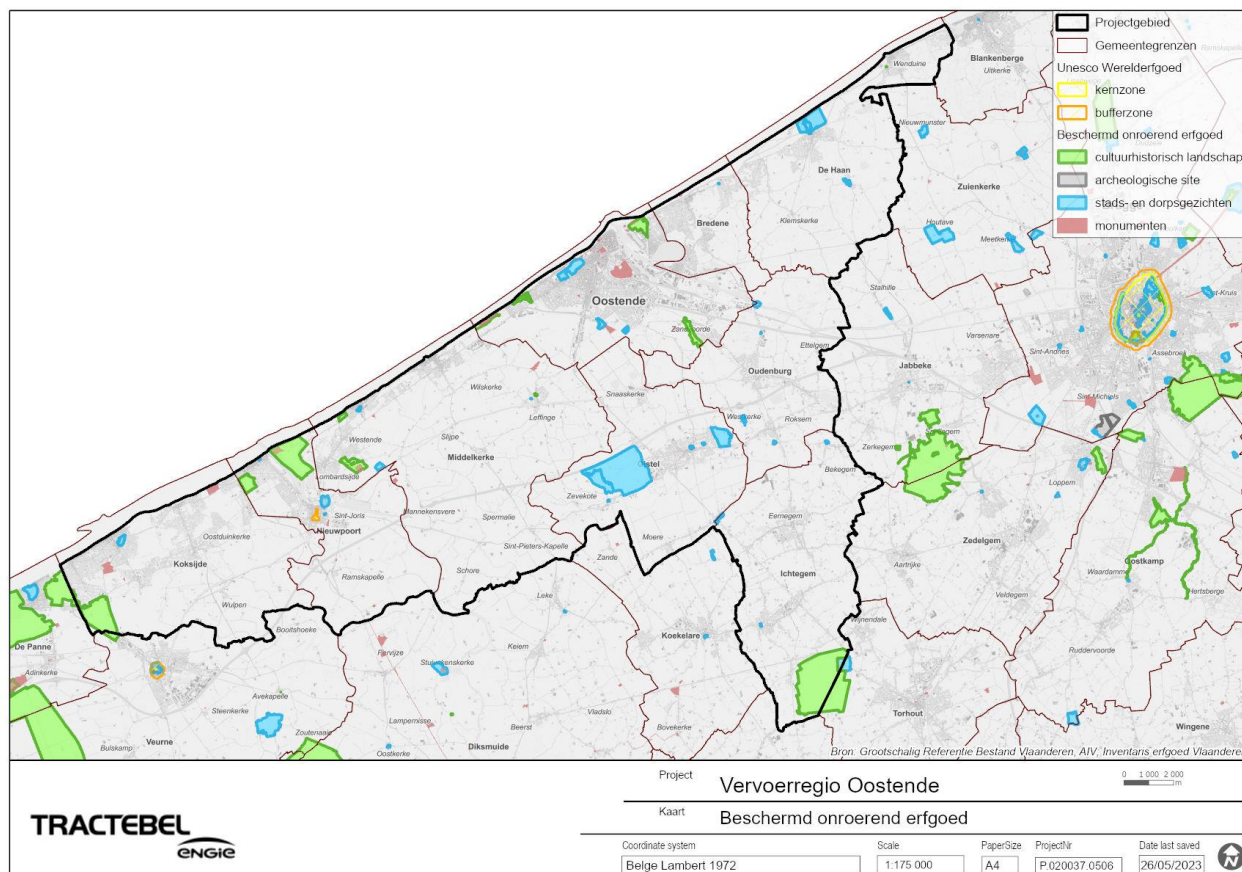 Projectgebied
Gemeentegrenzen
Unesco Werelderfgoed
kernzone
bufferzone
Beschermd onroerend erfgoed
cultuurhistorisch landschap
archeologische site
stads- en dorpsgezichten
monumenten
Wenduine
Blankenberge
Uitkerke
Nieuwmunster
De Haan
Zuienkerke
Bredene
Klemskerke
Houtave
Meetkerke
Oostende
Stalhille
Zandvoorde
Ettelgem
Varsenare
Sint-Andries
Assebroek
Oudenburg
Jabbeke
Wilskerke
Snaaskerke
Sint-Michiels
Leffinge
Westkerke
Roksem
Westende
Slijpe
Middelkerke
Zerkegem
Gistel
Bekegem
Lombardsijde
Loppem
Zevekote
Mannekensvere
Spermalie
Sint-Joris
Nieuwpoort
Eernegem
Oostduinkerke
Moere
Zedelgem
Sint-Pieters-Kapelle
Zande
Koksijde
Schore
Ichtegem
Aartrijke
Oostkamp
Ramskapelle
Waardamme
Leke
Hertsberge
Veldegem
Wulpen
Booitshoeke
Wijnendale
Koekelare
De Panne
Keiem
Pervijze
Stuivekenskerke
Ruddervoorde
Adinkerke
Avekapelle
Steenkerke
Lampernisse
Vladslo
Torhout
Beerst
Bovekerke
Wingene
Zoutenaaie
Veurne
Diksmuide
Bulskamp
Oostkerke
Bron. Grootschalig Referentie Bestand Vlaanderen, AIV, Inventaris erfgoed Vlaanderen
Project
Vervoerregio Oostende
0 1 000 2 000
m
Kaart
Beschermd onroerend erfgoed
TRACTEBEL
ENGIE
Coordinate system
Scale
PaperSize
ProjectNr
Date last saved
Belge Lambert 1972
1:175 000
A4
P.020037.0506
26/05/2023
N